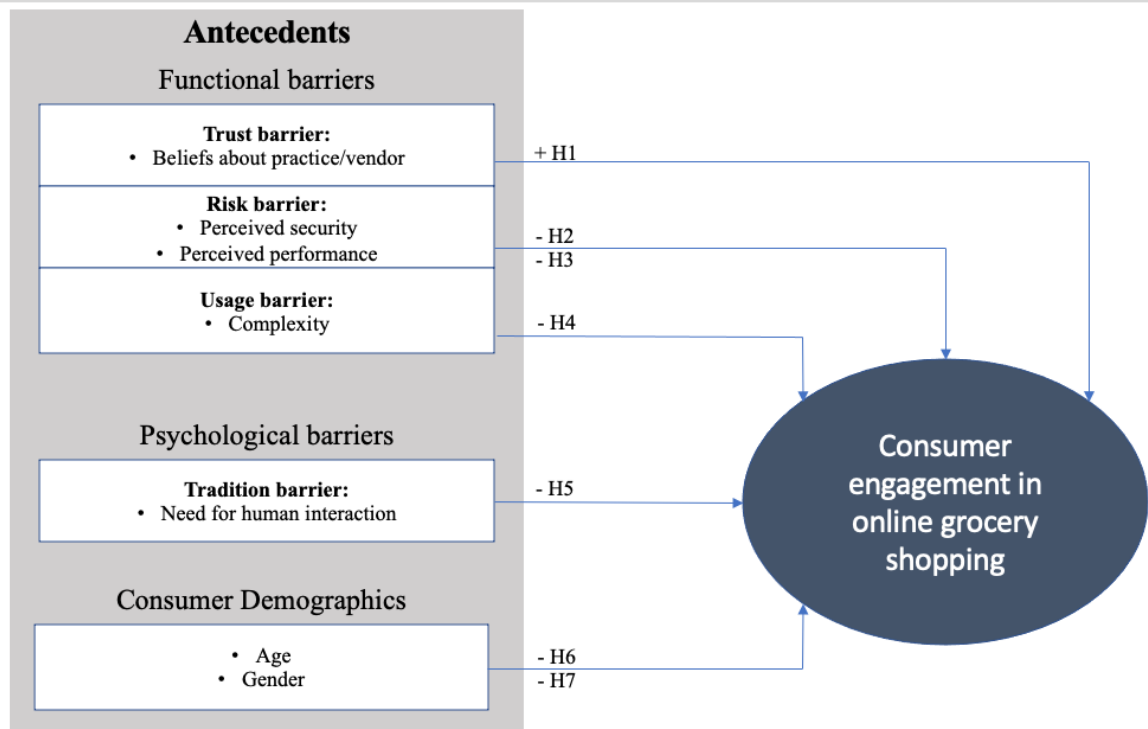 Antecedents
Functional barriers
Trust barrier:
• Beliefs about practice/vendor
+ H1
Risk barrier:
• Perceived security
• Perceived performance
- H2
- H3
Usage barrier:
• Complexity
- H4
Psychological barriers
Tradition barrier:
• Need for human interaction
- H5
Consumer Demographics
• Age
• Gender
- H6
- H7
Consumer
engagement in
online grocery
shopping